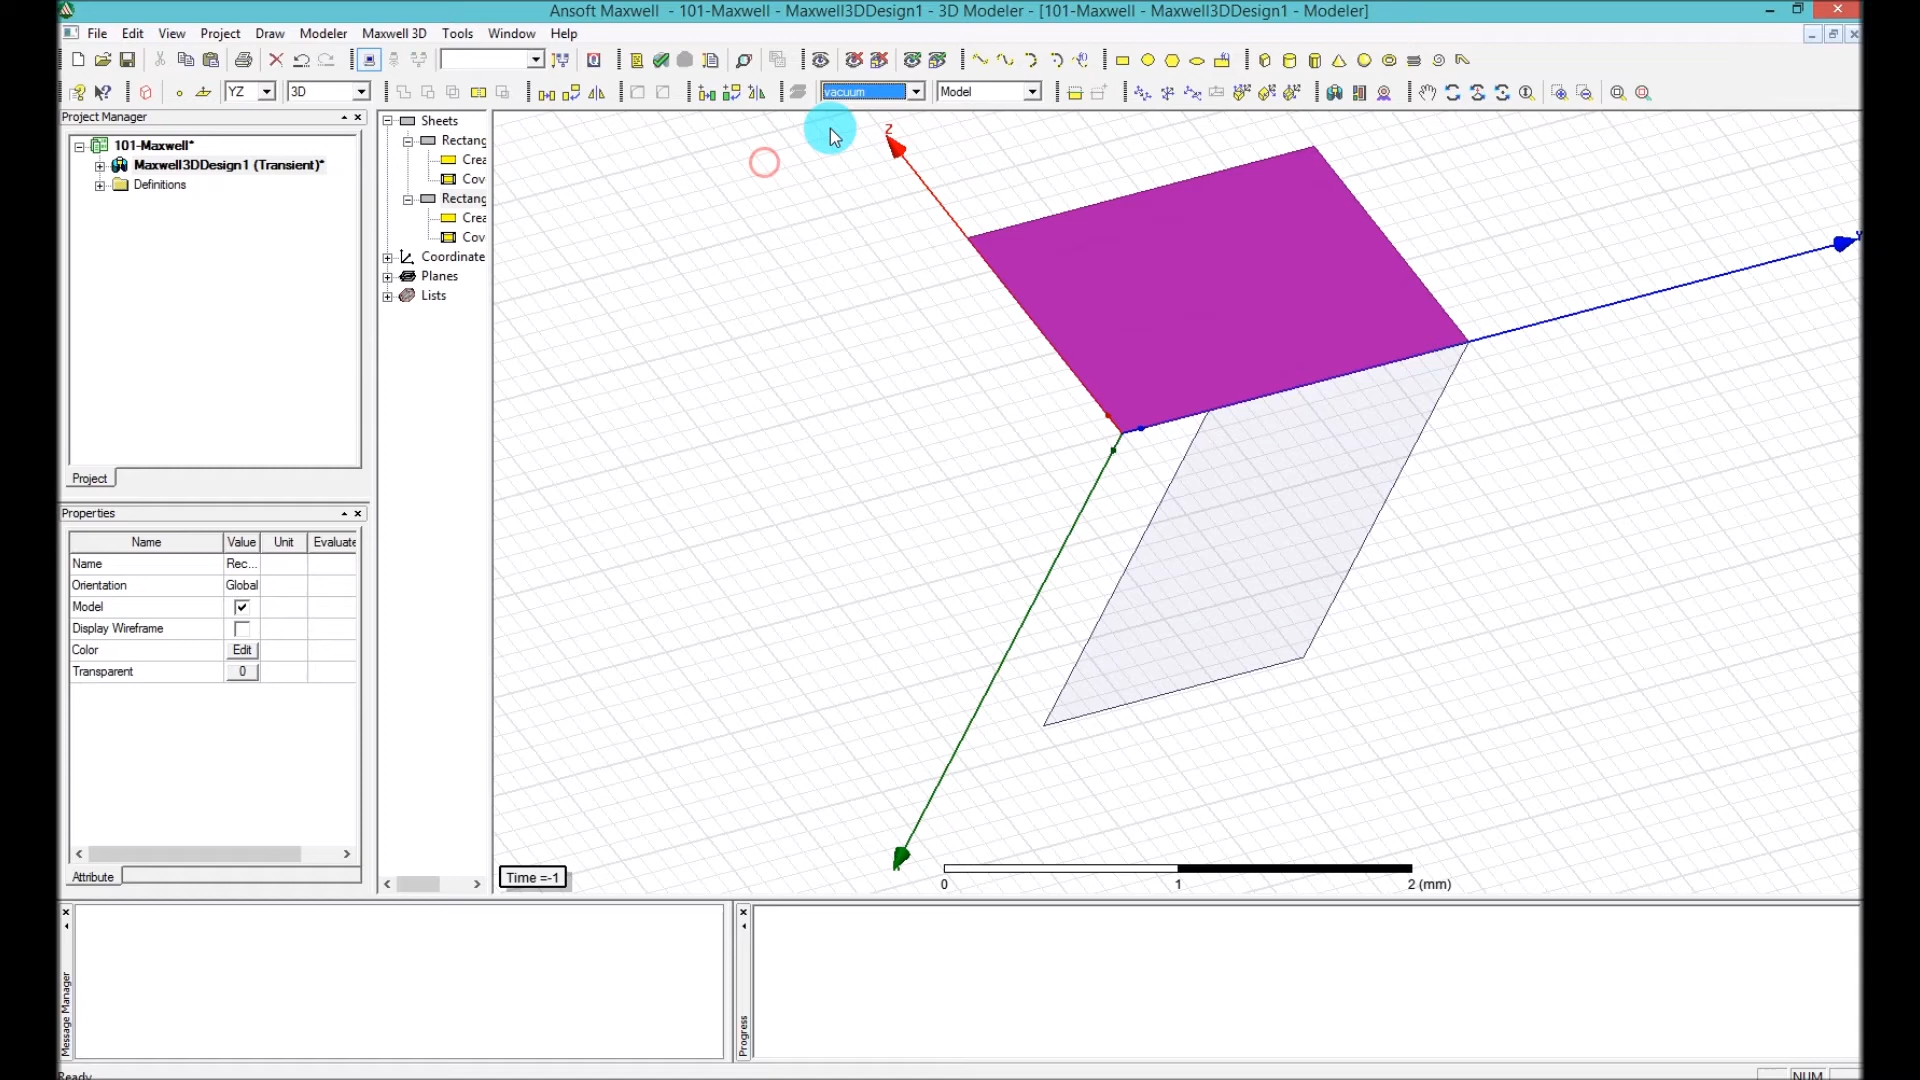 Ansoft Maxwell - 101-Maxwell - Maxwell3DDesign1 - 3D Modeler - [101-Maxwell - Maxwell3DDesign1 - Modeler]
File Edit View Project Draw Modeler Maxwell 3D Tools Window Help
YZ 3D vacuum Model
Project Manager
101-Maxwell*
Maxwell3DDesign1 (Transient)*
Definitions
Project
Sheets
Rectang
Crea
Cov
Rectang
Crea
Cov
Coordinate
Planes
Lists
Properties
Name Value Unit Evaluate
Name Rec...
Orientation Global
Model
Display Wireframe
Color Edit
Transparent 0
Attribute
Z
Y
Time =-1
0 1 2 (mm)
Message Manager
Progress
Ready
NUM